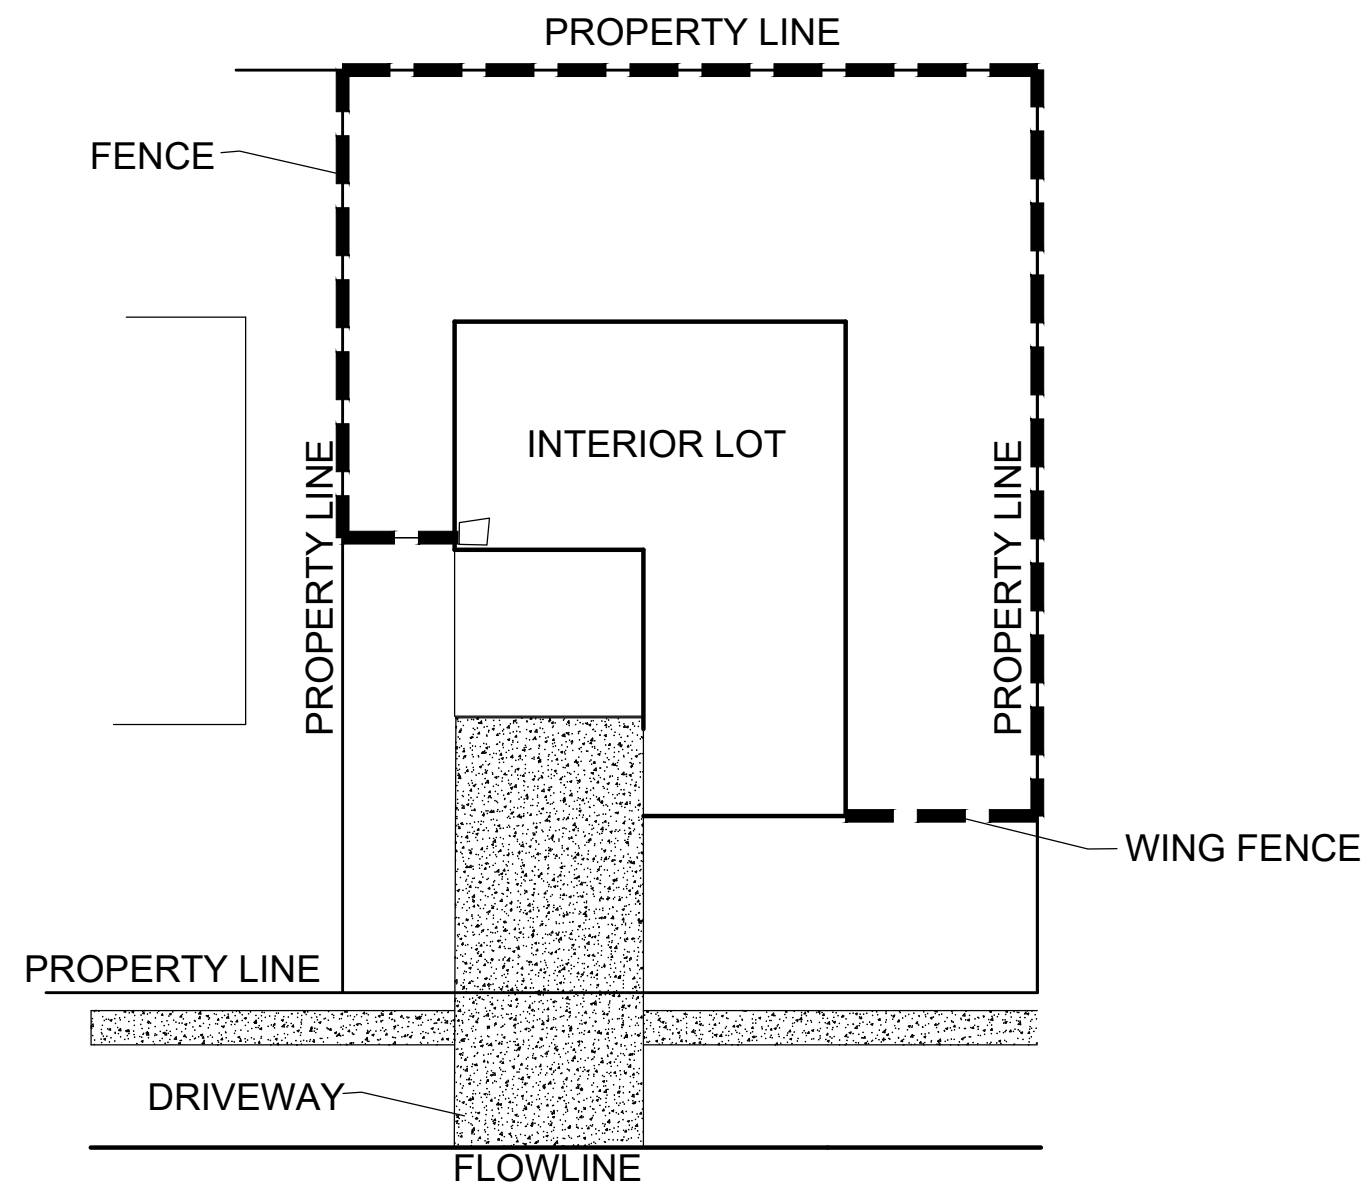 PROPERTY LINE
FENCE
INTERIOR LOT
PROPERTY LINE
PROPERTY LINE
WING FENCE
PROPERTY LINE
DRIVEWAY
FLOWLINE